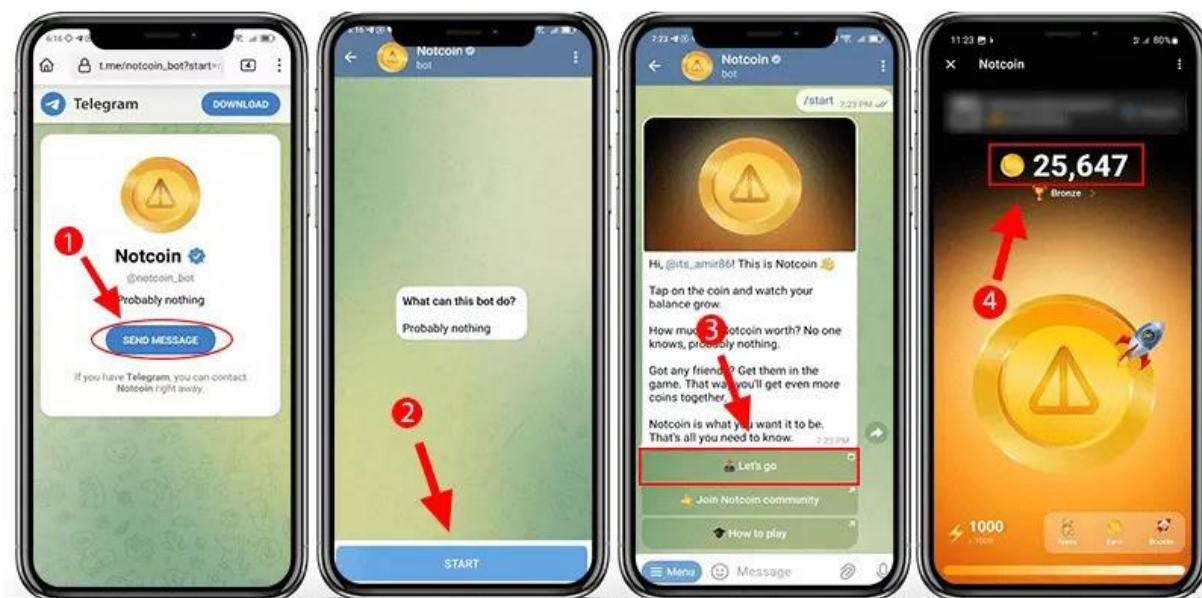 6:16
t.me/notcoin_bot?start=r
4
Telegram
DOWNLOAD
1
Notcoin
@notcoin_bot
Probably nothing
SEND MESSAGE
If you have Telegram, you can contact
Notcoin right away.
6:16
Notcoin
bot
What can this bot do?
Probably nothing
2
START
7:23
Notcoin
bot
/start 7:23 PM
Hi, @its_amir86! This is Notcoin
Tap on the coin and watch your
balance grow.
How much is Notcoin worth? No one
knows, probably nothing.
3
Got any friends? Get them in the
game. That way you'll get even more
coins together.
Notcoin is what you want it to be.
That's all you need to know. 7:23 PM
Let's go
Join Notcoin community
How to play
Menu
Message
11:23
80%
Notcoin
25,647
Bronze >
4
1000
/ 1000
Earn
Boosts